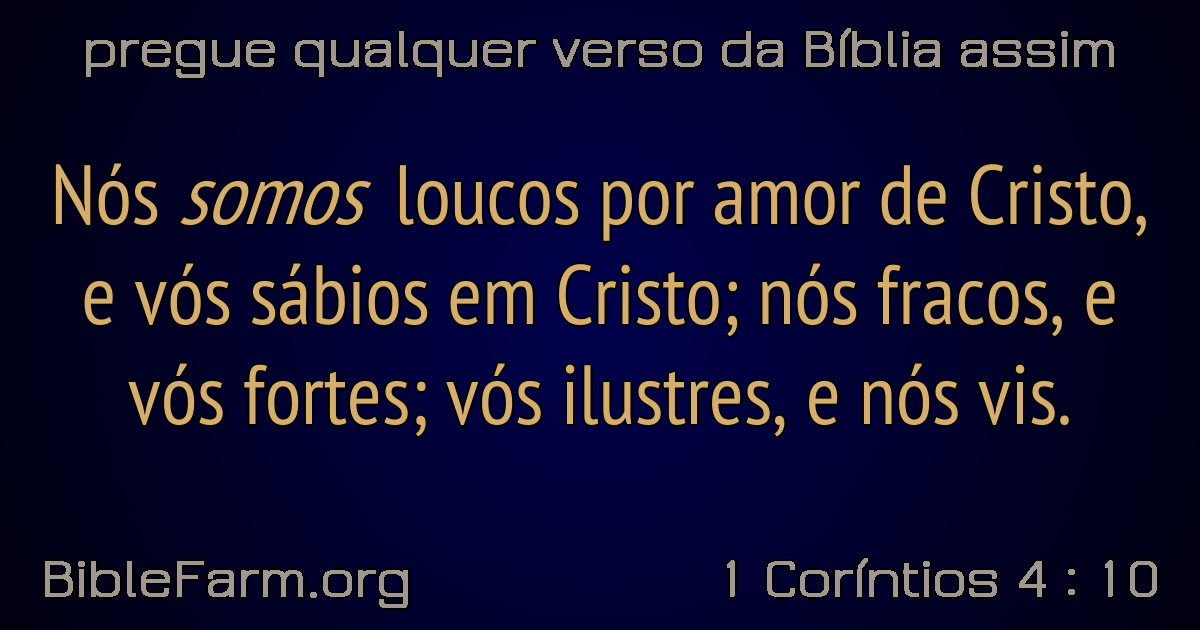 pregue qualquer verso da Bíblia assim
Nós somos loucos por amor de Cristo,
e vós sábios em Cristo; nós fracos, e
vós fortes; vós ilustres, e nós vis.
BibleFarm.org
1 Coríntios 4 : 10